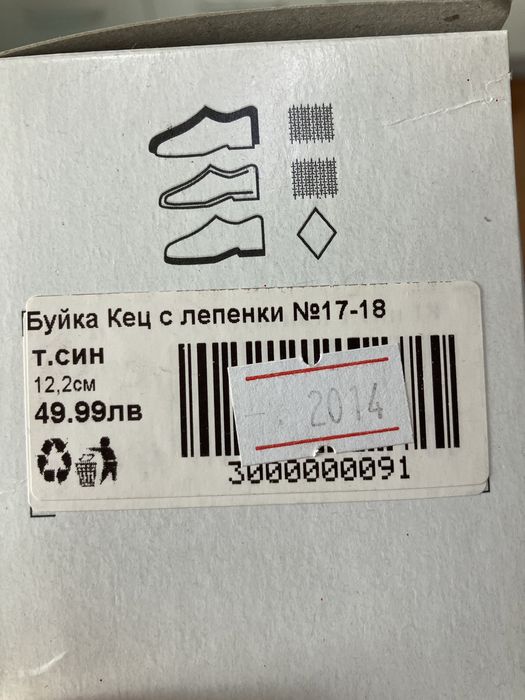 Буйка Кец с лепенки №17-18
т.син
12,2см
49.99лв
2014
3000000091